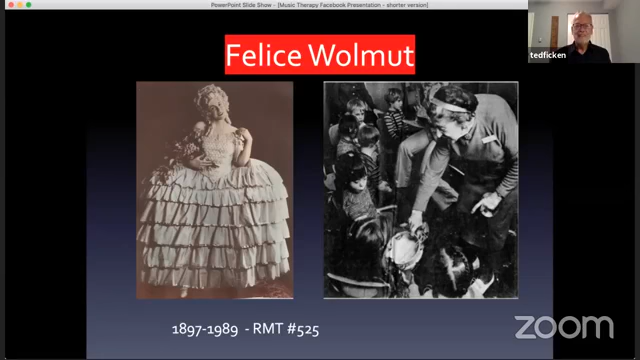 PowerPoint Slide Show - [Music Therapy Facebook Presentation - shorter version]
tedficken
Felice Wolmut
1897-1989 - RMT #525
zoom